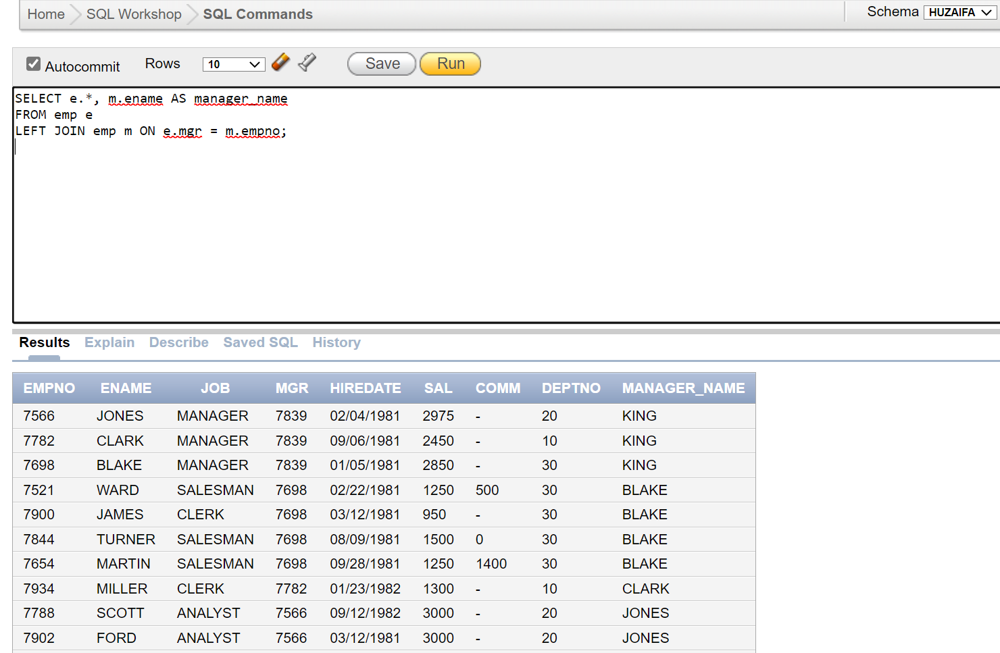 Home SQL Workshop SQL Commands Schema HUZAIFA
Autocommit Rows 10 Save Run
SELECT e.*, m.ename AS manager_name
FROM emp e
LEFT JOIN emp m ON e.mgr = m.empno;
Results Explain Describe Saved SQL History
EMPNO ENAME JOB MGR HIREDATE SAL COMM DEPTNO MANAGER_NAME
7566 JONES MANAGER 7839 02/04/1981 2975 - 20 KING
7782 CLARK MANAGER 7839 09/06/1981 2450 - 10 KING
7698 BLAKE MANAGER 7839 01/05/1981 2850 - 30 KING
7521 WARD SALESMAN 7698 02/22/1981 1250 500 30 BLAKE
7900 JAMES CLERK 7698 03/12/1981 950 - 30 BLAKE
7844 TURNER SALESMAN 7698 08/09/1981 1500 0 30 BLAKE
7654 MARTIN SALESMAN 7698 09/28/1981 1250 1400 30 BLAKE
7934 MILLER CLERK 7782 01/23/1982 1300 - 10 CLARK
7788 SCOTT ANALYST 7566 09/12/1982 3000 - 20 JONES
7902 FORD ANALYST 7566 03/12/1981 3000 - 20 JONES